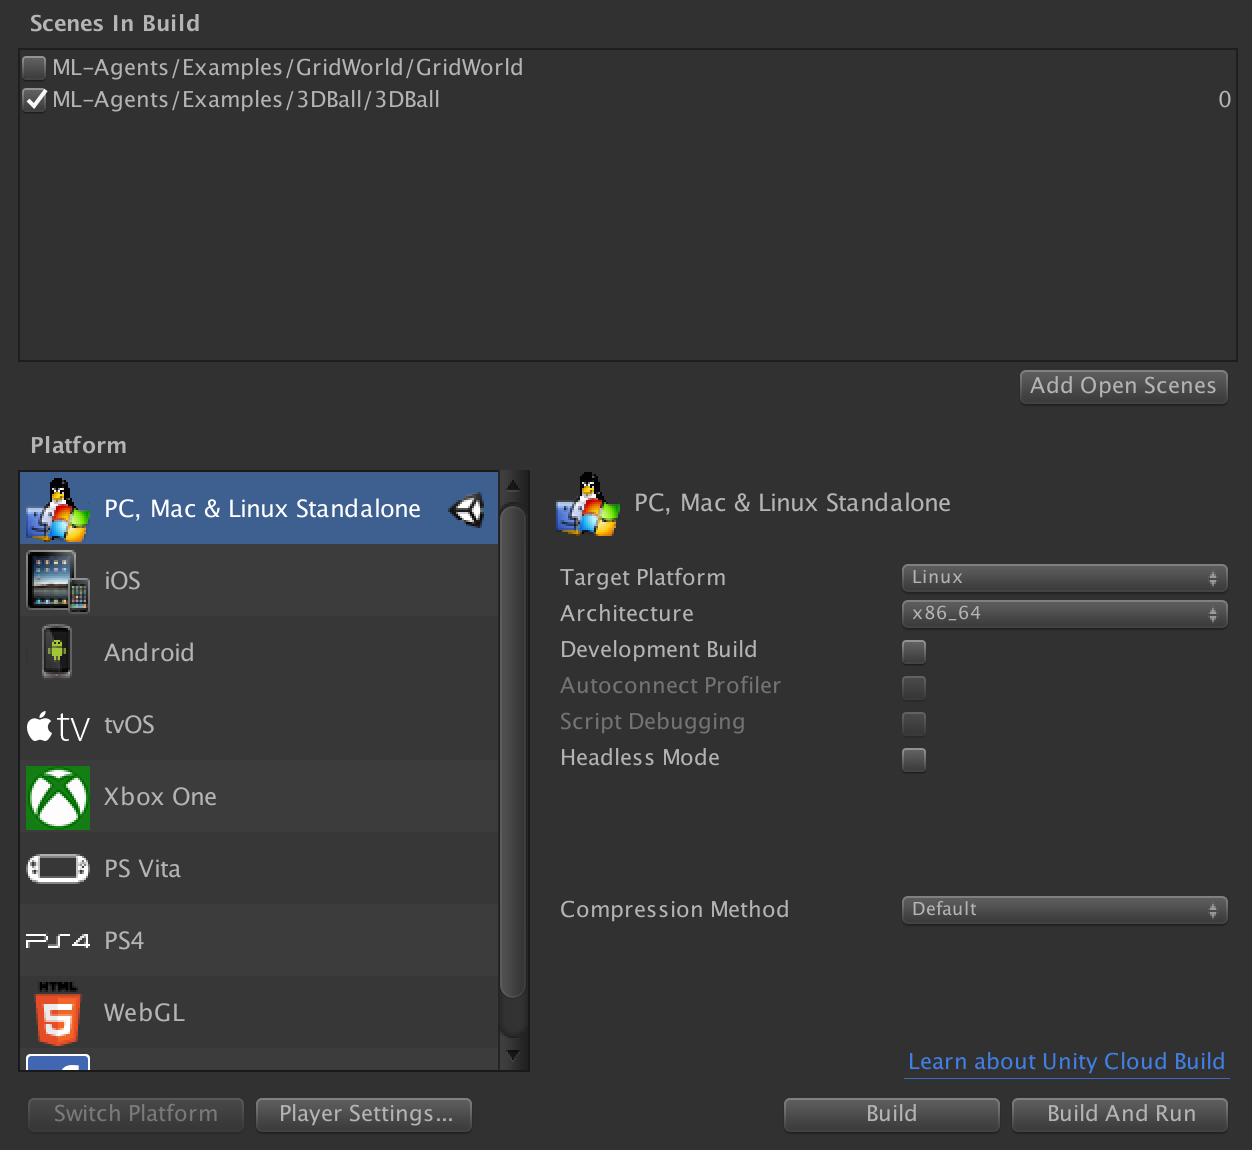 Scenes In Build
ML-Agents/Examples/GridWorld/GridWorld
ML-Agents/Examples/3DBall/3DBall 0
Add Open Scenes
Platform
PC, Mac & Linux Standalone
iOS
Android
tv tvOS
Xbox One
PS Vita
PS4 PS4
HTML 5 WebGL
PC, Mac & Linux Standalone
Target Platform Linux
Architecture x86_64
Development Build
Autoconnect Profiler
Script Debugging
Headless Mode
Compression Method Default
Learn about Unity Cloud Build
Switch Platform Player Settings... Build Build And Run